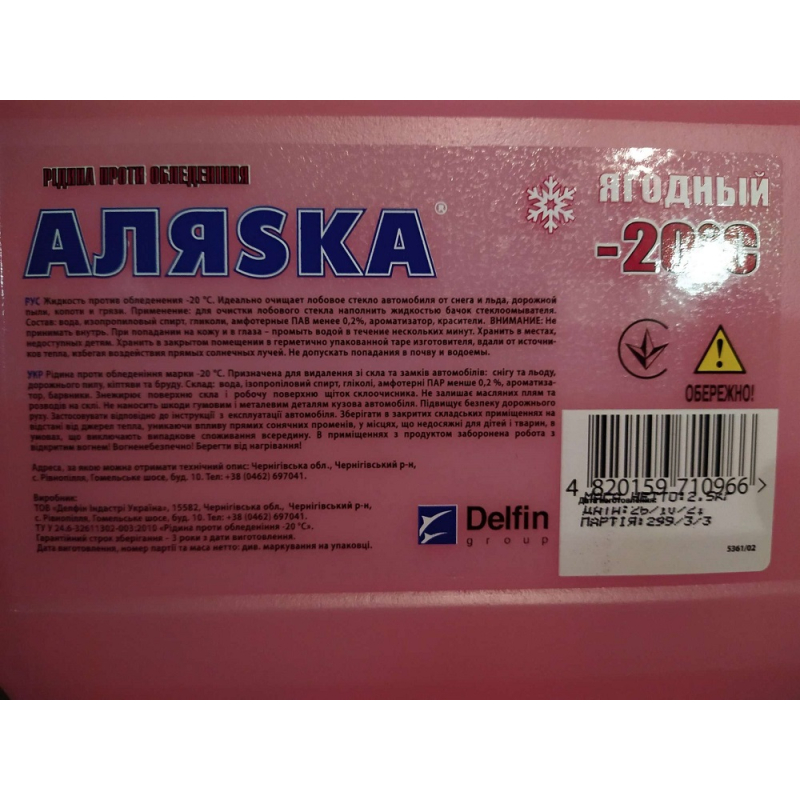 РІДИНА ПРОТИ ОБЛЕДЕНІННЯ
АЛЯSКА®
ЯГОДНЫЙ
-20°C
РУС Жидкость против обледенения -20 °С. Идеально очищает лобовое стекло автомобиля от снега и льда, дорожной
пыли, копоти и грязи. Применение: для очистки лобового стекла наполнить жидкостью бачок стеклоомывателя.
Состав: вода, изопропиловый спирт, гликоли, амфотерные ПАВ менее 0,2%, ароматизатор, красители. ВНИМАНИЕ: Не
принимать внутрь. При попадании на кожу и в глаза – промыть водой в течение нескольких минут. Хранить в местах,
недоступных детям. Хранить в закрытом помещении в герметично упакованной таре изготовителя, вдали от источни-
ков тепла, избегая воздействия прямых солнечных лучей. Не допускать попадания в почву и водоемы.
УКР Рідина проти обледеніння марки -20 °С. Призначена для видалення зі скла та замків автомобілів: снігу та льоду,
дорожнього пилу, кіптяви та бруду. Склад: вода, ізопропіловий спирт, гліколі, амфотерні ПАР менше 0,2 %, ароматиза-
тор, барвники. Знежирює поверхню скла і робочу поверхню щіток склоочисника. Не залишає масляних плям та
розводів на склі. Не наносить шкоди гумовим і металевим деталям кузова автомобіля. Підвищує безпеку дорожнього
руху. Застосовувати відповідно до інструкції з експлуатації автомобіля. Зберігати в закритих складських приміщеннях на
відстані від джерел тепла, уникаючи впливу прямих сонячних променів, у місцях, що недосяжні для дітей і тварин, в
умовах, що виключають випадкове споживання всередину. В приміщеннях з продуктом заборонена робота з
відкритим вогнем! Вогненебезпечно! Берегти від нагрівання!
ОБЕРЕЖНО!
Адреса, за якою можна отримати технічний опис: Чернігівська обл., Чернігівський р-н,
с. Рівнопілля, Гомельське шосе, буд. 10. Тел: +38 (0462) 697041.
Виробник:
ТОВ «Делфін Індастрі Україна», 15582, Чернігівська обл., Чернігівський р-н,
с. Рівнопілля, Гомельське шосе, буд. 10. Тел: +38 (0462) 697041.
ТУ У 24.6-32611302-003:2010 «Рідина проти обледеніння -20 °С».
Гарантійний строк зберігання – 3 роки з дати виготовлення.
Дата виготовлення, номер партії та маса нетто: див. маркування на упаковці.
Delfin
group
4 820159 710966 >
МАСА НЕТТО:2.5КГ
ДАТА:26/10/21
ПАРТІЯ:299/3/3
5361/02